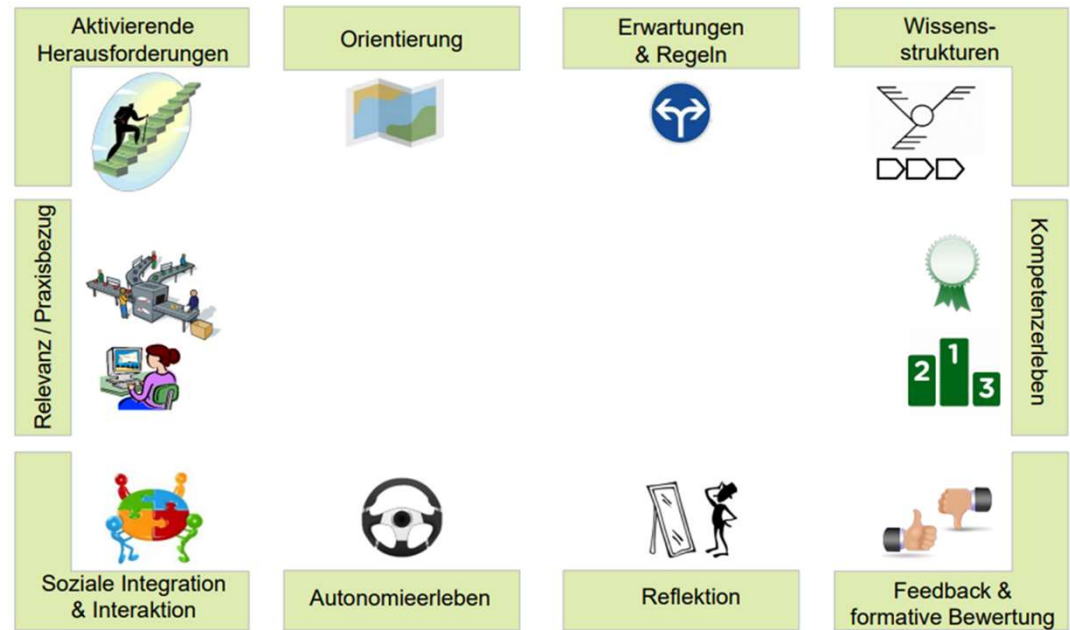 Aktivierende
Herausforderungen
Orientierung
Erwartungen
& Regeln
Wissens-
strukturen
Relevanz / Praxisbezug
2
1
3
Kompetenzerleben
Soziale Integration
& Interaktion
Autonomieerleben
Reflektion
Feedback &
formative Bewertung